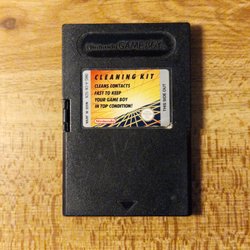 Nintendo GAME BOY
CLEANING KIT
CLEANS CONTACTS
FAST TO KEEP
YOUR GAME BOY
IN TOP CONDITION!
Nintendo
THIS SIDE OUT